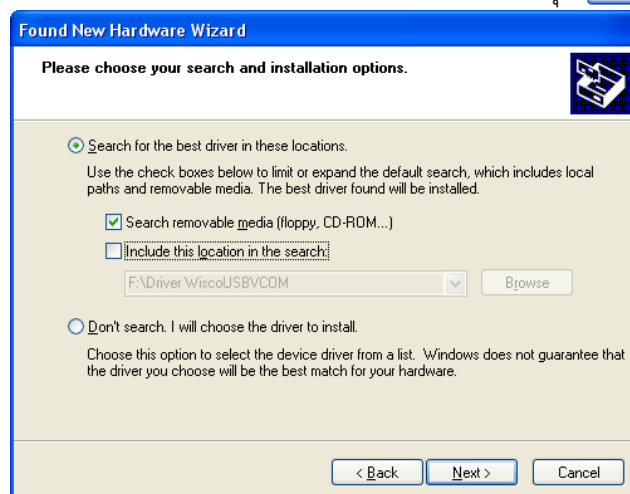 Found New Hardware Wizard
Please choose your search and installation options.
Search for the best driver in these locations.
Use the check boxes below to limit or expand the default search, which includes local
paths and removable media. The best driver found will be installed.
Search removable media (floppy, CD-ROM...)
Include this location in the search:
F:\Driver WiscoUSBVCOM
Browse
Don't search. I will choose the driver to install.
Choose this option to select the device driver from a list. Windows does not guarantee that
the driver you choose will be the best match for your hardware.
< Back Next > Cancel